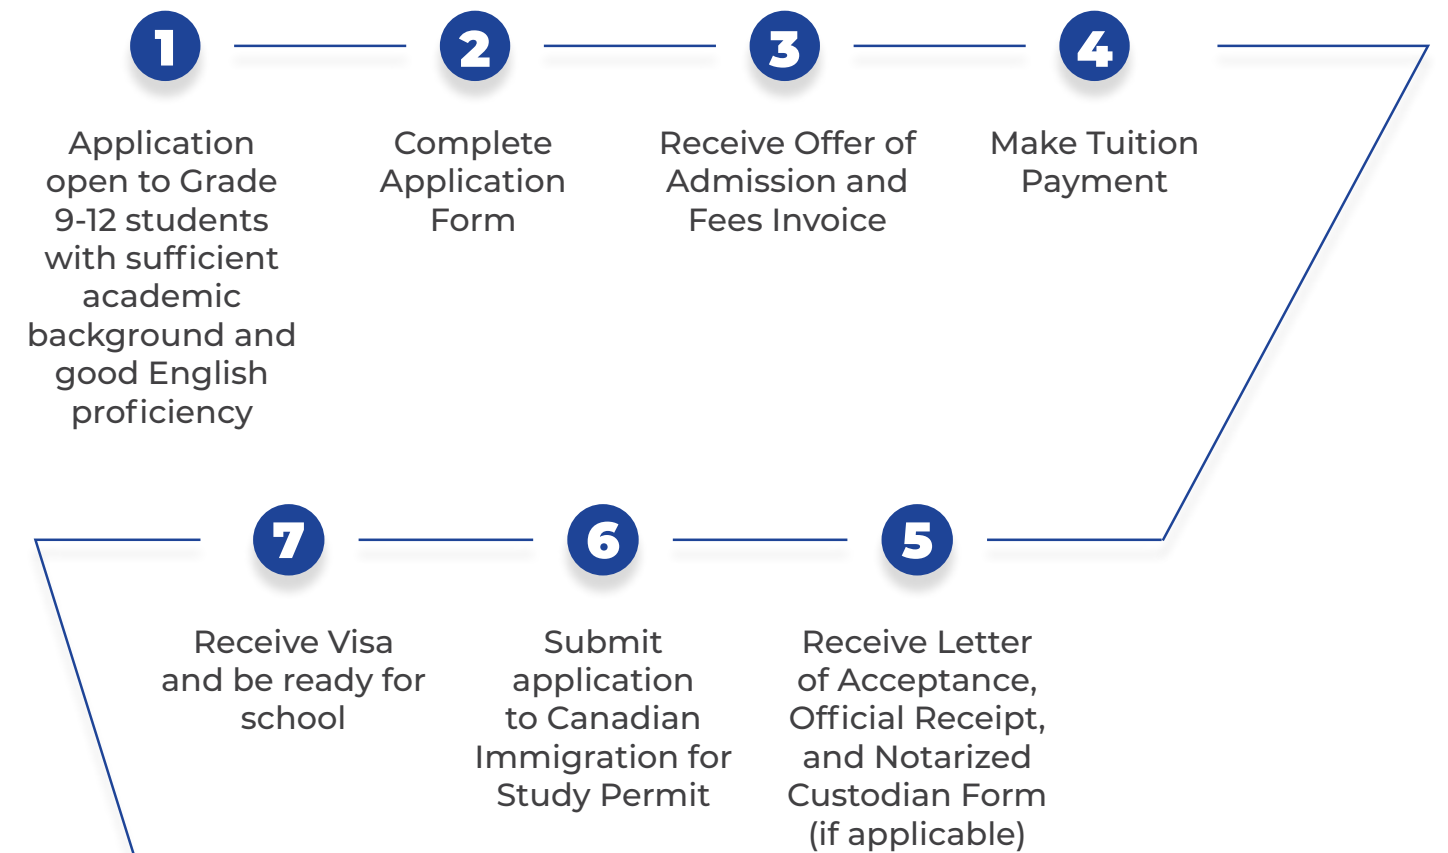 1
Application
open to Grade
9-12 students
with sufficient
academic
background and
good English
proficiency
2
Complete
Application
Form
3
Receive Offer of
Admission and
Fees Invoice
4
Make Tuition
Payment
5
Receive Letter
of Acceptance,
Official Receipt,
and Notarized
Custodian Form
(if applicable)
6
Submit
application
to Canadian
Immigration for
Study Permit
7
Receive Visa
and be ready for
school